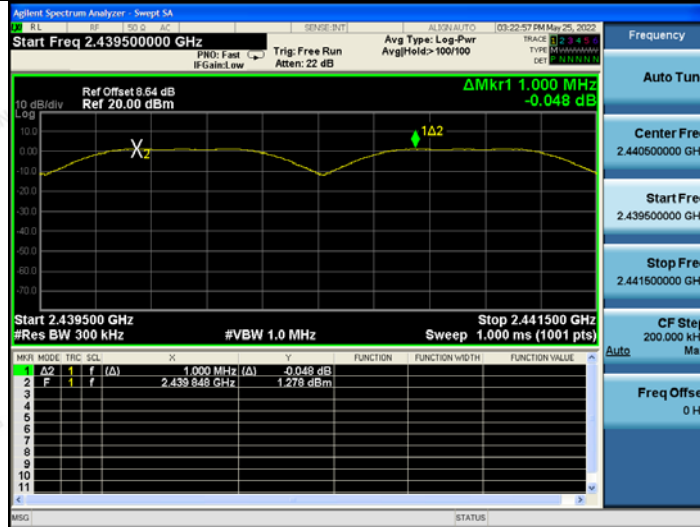 Agilent Spectrum Analyzer - Swept SA
RL RF 50 Ω AC SENSE:INT ALIGNAUTO 03:22:57 PM May 25, 2022
Start Freq 2.439500000 GHz
PNO: Fast
IFGain:Low
Trig: Free Run
Atten: 22 dB
Avg Type: Log-Pwr
Avg|Hold:>100/100
TRACE 1 2 3 4 5 6
TYPE M
DET P N N N N N
Frequency
Ref Offset 8.64 dB
10 dB/div Ref 20.00 dBm
Log
ΔMkr1 1.000 MHz
-0.048 dB
10.0
0.00
-10.0
-20.0
-30.0
-40.0
-50.0
-60.0
-70.0
X2
1Δ2
Start 2.439500 GHz
Stop 2.441500 GHz
#Res BW 300 kHz #VBW 1.0 MHz Sweep 1.000 ms (1001 pts)
MKR MODE TRC SCL X Y FUNCTION FUNCTION WIDTH FUNCTION VALUE
1 Δ2 1 f (Δ) 1.000 MHz (Δ) -0.048 dB
2 F 1 f 2.439 848 GHz 1.278 dBm
3
4
5
6
7
8
9
10
11
MSG STATUS
Auto Tun
Center Fre
2.440500000 GH
Start Fre
2.439500000 GH
Stop Fre
2.441500000 GH
CF Ste
200.000 kH
Auto Ma
Freq Offse
0 H